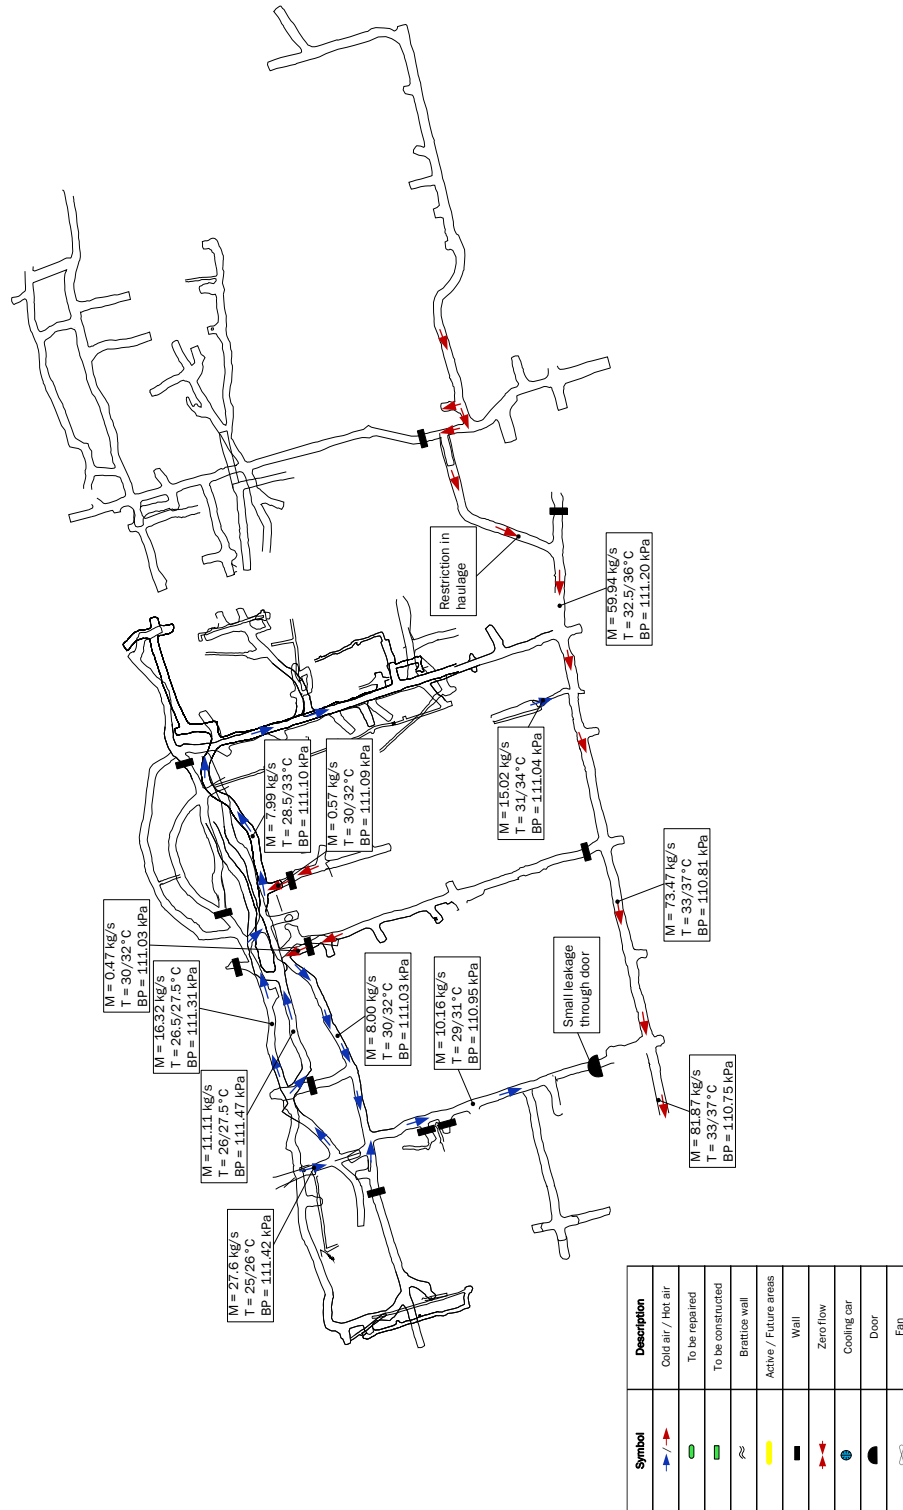 Restriction in
haulage
M = 59.94 kg/s
T = 32.5/36°C
BP = 111.20 kPa
M = 7.99 kg/s
T = 28.5/33°C
BP = 111.10 kPa
M = 0.57 kg/s
T = 30/32°C
BP = 111.09 kPa
M = 15.02 kg/s
T = 31/34°C
BP = 111.04 kPa
M = 73.47 kg/s
T = 33/37°C
BP = 110.81 kPa
M = 0.47 kg/s
T = 30/32°C
BP = 111.03 kPa
M = 16.32 kg/s
T = 26.5/27.5°C
BP = 111.31 kPa
M = 11.11 kg/s
T = 26/27.5°C
BP = 111.47 kPa
M = 8.00 kg/s
T = 30/32°C
BP = 111.03 kPa
M = 10.16 kg/s
T = 29/31°C
BP = 110.95 kPa
Small leakage
through door
M = 81.87 kg/s
T = 33/37°C
BP = 110.75 kPa
M = 27.6 kg/s
T = 25/26°C
BP = 111.42 kPa
Symbol Description
/ Cold air / Hot air
To be repaired
To be constructed
Brattice wall
Active / Future areas
Wall
Zero flow
Cooling car
Door
Fan